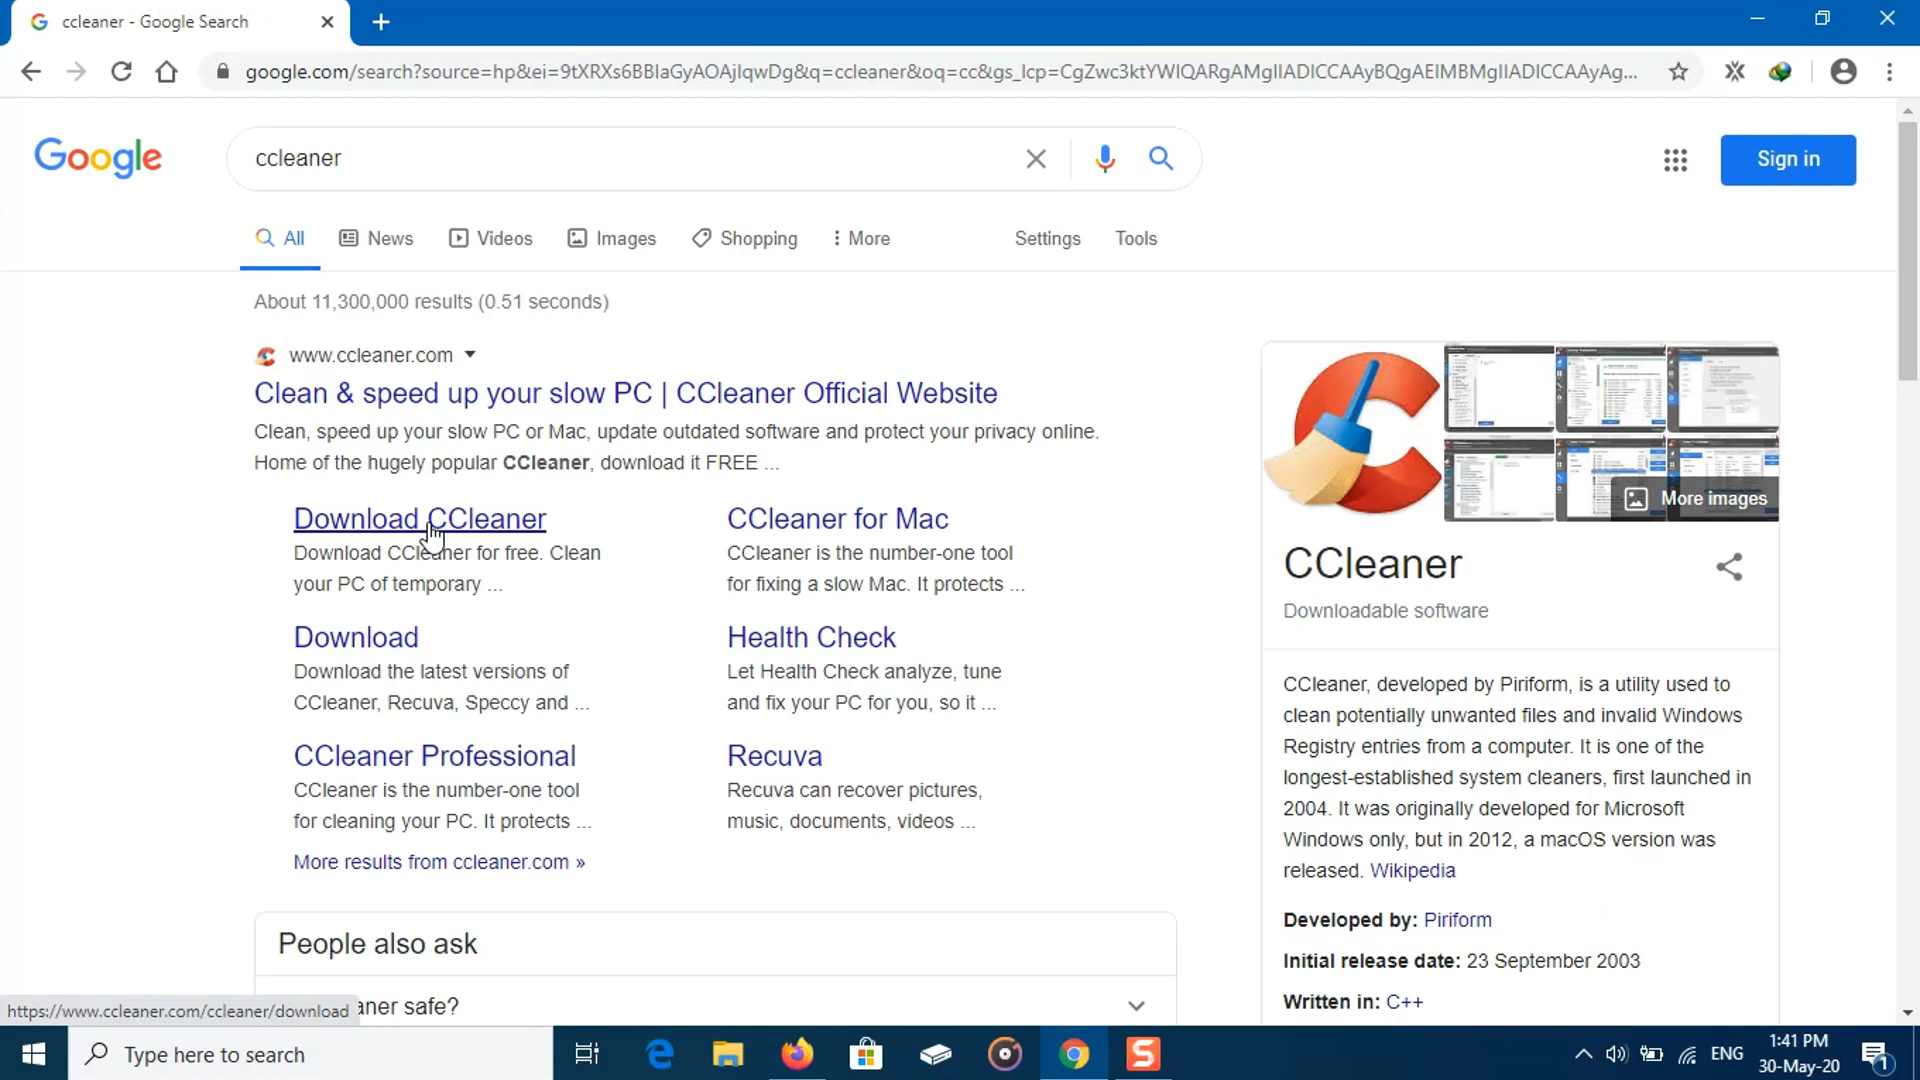 ccleaner - Google Search
google.com/search?source=hp&ei=9tXRXs6BBIaGyAOAjIqwDg&q=ccleaner&oq=cc&gs_lcp=CgZwc3ktYWIQARgAMgIIADICCAAyBQgAEIMBMgIIADICCAAyAg...
Google
ccleaner
Sign in
All
News
Videos
Images
Shopping
More
Settings
Tools
About 11,300,000 results (0.51 seconds)
www.ccleaner.com
Clean & speed up your slow PC | CCleaner Official Website
Clean, speed up your slow PC or Mac, update outdated software and protect your privacy online.
Home of the hugely popular CCleaner, download it FREE ...
Download CCleaner
Download CCleaner for free. Clean
your PC of temporary ...
CCleaner for Mac
CCleaner is the number-one tool
for fixing a slow Mac. It protects ...
Download
Download the latest versions of
CCleaner, Recuva, Speccy and ...
Health Check
Let Health Check analyze, tune
and fix your PC for you, so it ...
CCleaner Professional
CCleaner is the number-one tool
for cleaning your PC. It protects ...
Recuva
Recuva can recover pictures,
music, documents, videos ...
More results from ccleaner.com »
People also ask
aner safe?
More images
CCleaner
Downloadable software
CCleaner, developed by Piriform, is a utility used to
clean potentially unwanted files and invalid Windows
Registry entries from a computer. It is one of the
longest-established system cleaners, first launched in
2004. It was originally developed for Microsoft
Windows only, but in 2012, a macOS version was
released. Wikipedia
Developed by: Piriform
Initial release date: 23 September 2003
Written in: C++
https://www.ccleaner.com/ccleaner/download
Type here to search
ENG
1:41 PM
30-May-20
1